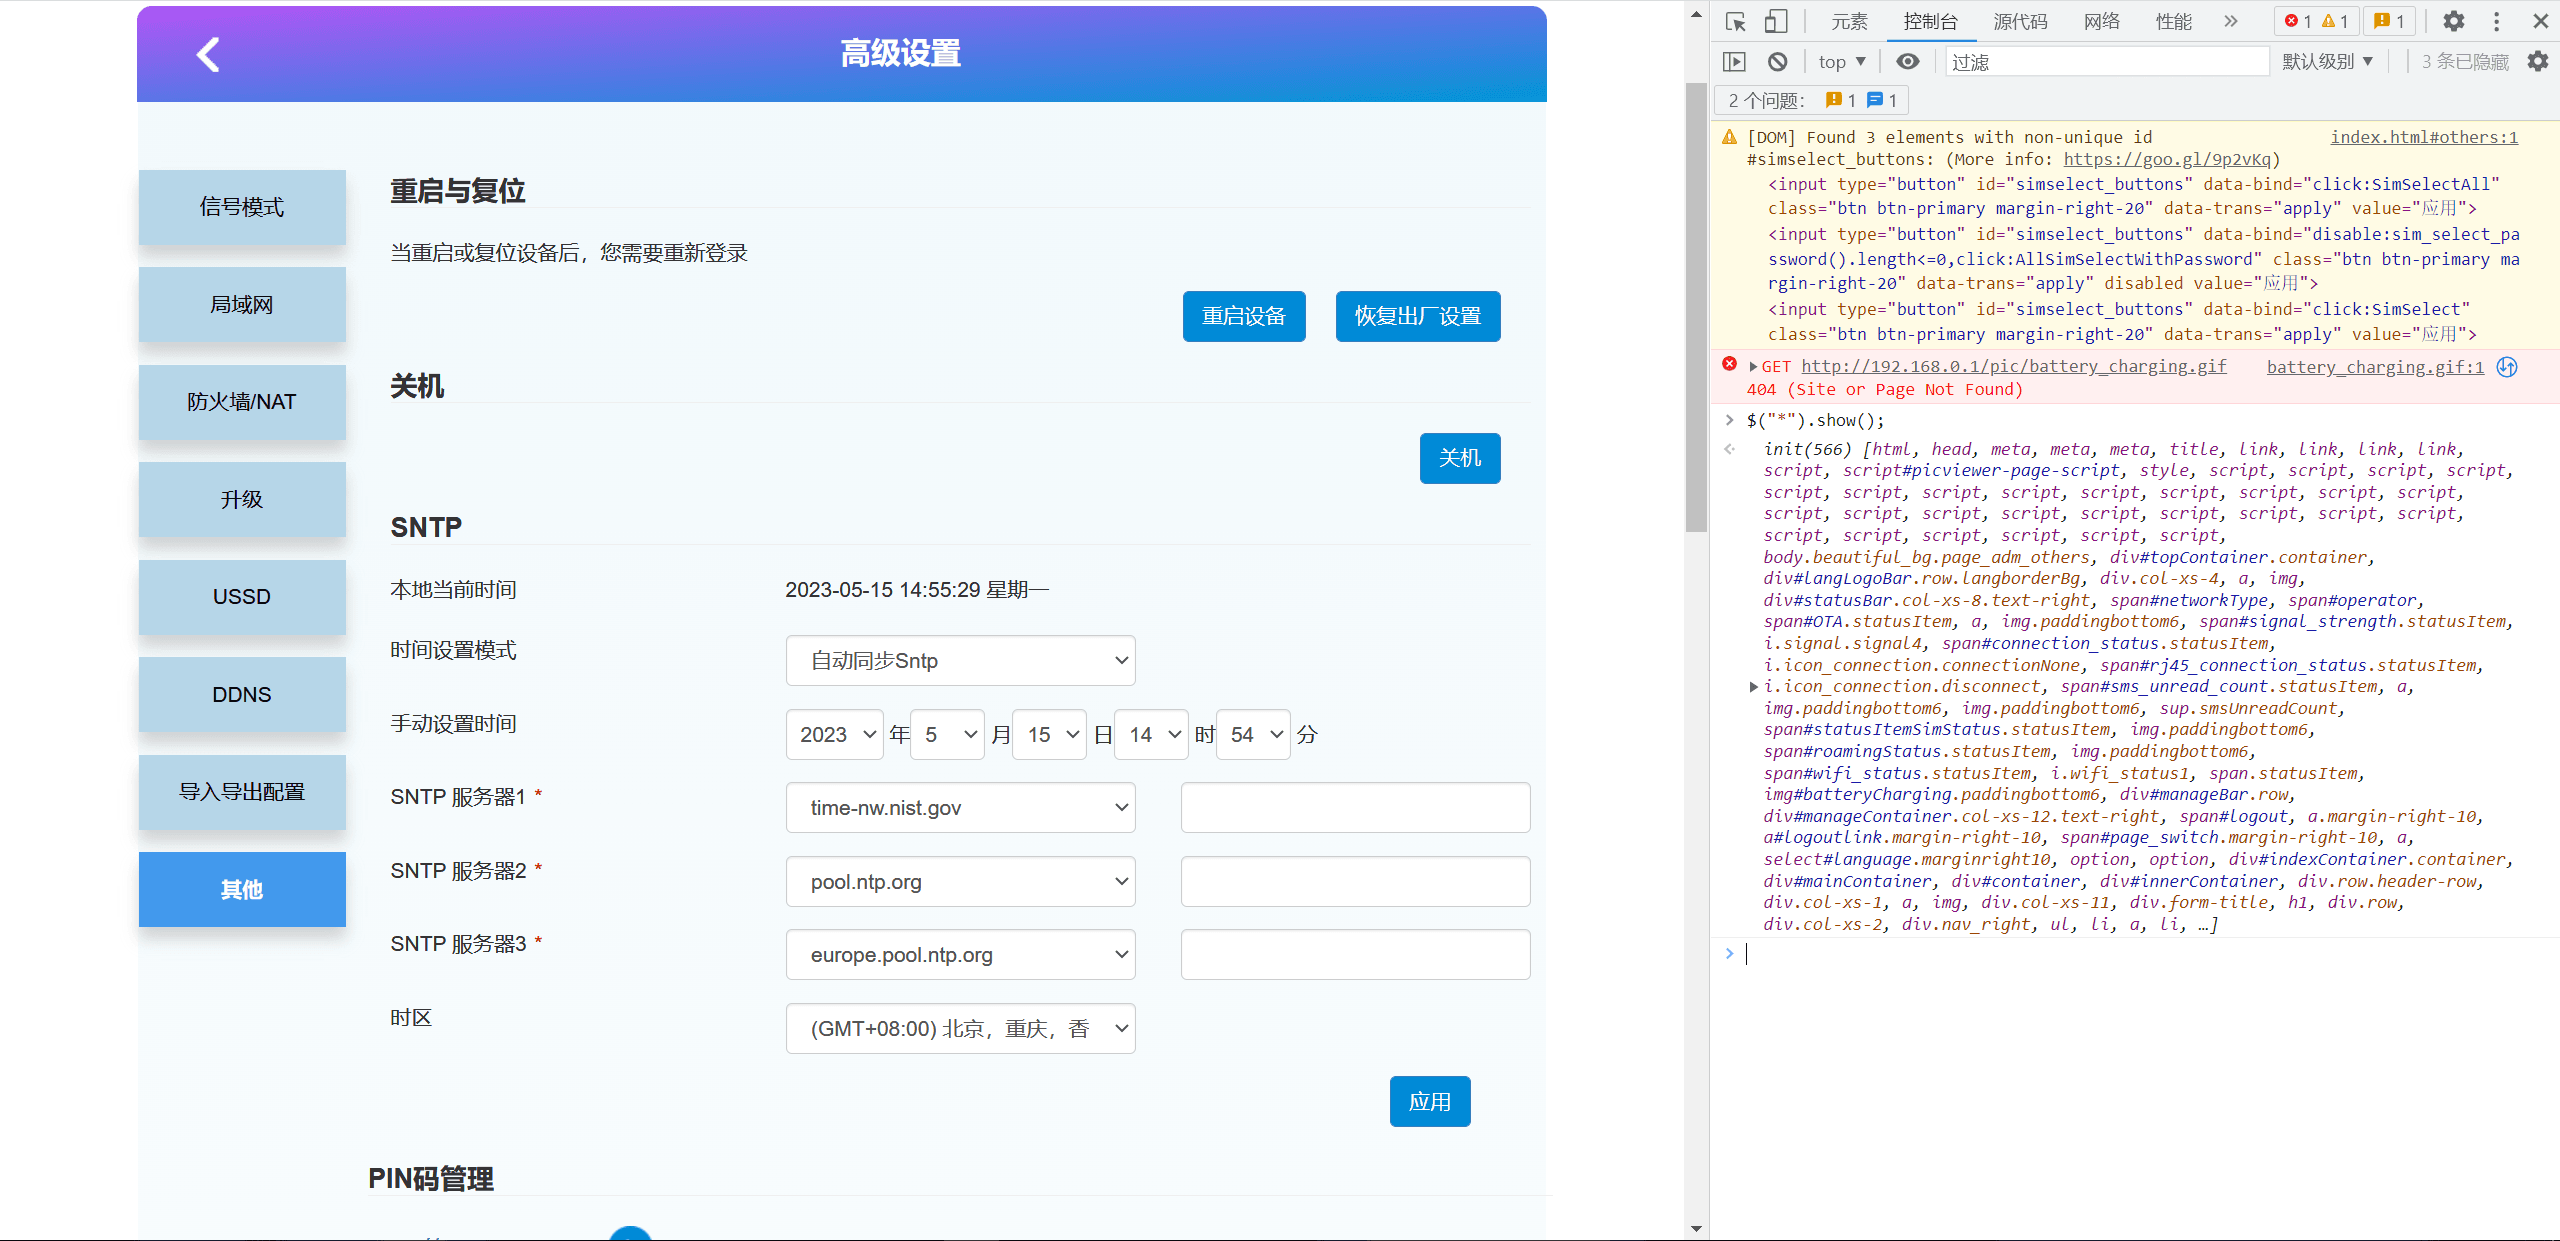 高级设置
信号模式
局域网
防火墙/NAT
升级
USSD
DDNS
导入导出配置
其他
重启与复位
当重启或复位设备后，您需要重新登录
重启设备 恢复出厂设置
关机
关机
SNTP
本地当前时间 2023-05-15 14:55:29 星期一
时间设置模式 自动同步Sntp
手动设置时间 2023 年 5 月 15 日 14 时 54 分
SNTP 服务器1 * time-nw.nist.gov
SNTP 服务器2 * pool.ntp.org
SNTP 服务器3 * europe.pool.ntp.org
时区 (GMT+08:00) 北京，重庆，香
应用
PIN码管理
元素 控制台 源代码 网络 性能 » 1 1 1
top ▼ 过滤 默认级别 ▼ 3 条已隐藏
2 个问题： 1 1
[DOM] Found 3 elements with non-unique id index.html#others:1
#simselect_buttons: (More info: https://goo.gl/9p2vKq)
<input type="button" id="simselect_buttons" data-bind="click:SimSelectAll"
class="btn btn-primary margin-right-20" data-trans="apply" value="应用">
<input type="button" id="simselect_buttons" data-bind="disable:sim_select_pa
ssword().length<=0,click:AllSimSelectWithPassword" class="btn btn-primary ma
rgin-right-20" data-trans="apply" disabled value="应用">
<input type="button" id="simselect_buttons" data-bind="click:SimSelect"
class="btn btn-primary margin-right-20" data-trans="apply" value="应用">
GET http://192.168.0.1/pic/battery_charging.gif battery_charging.gif:1
404 (Site or Page Not Found)
$("*").show();
init(566) [html, head, meta, meta, meta, title, link, link, link, link,
script, script#picviewer-page-script, style, script, script, script, script,
script, script, script, script, script, script, script, script, script,
script, script, script, script, script, script, script, script, script,
script, script, script, script, script, script,
body.beautiful_bg.page_adm_others, div#topContainer.container,
div#langLogoBar.row.langborderBg, div.col-xs-4, a, img,
div#statusBar.col-xs-8.text-right, span#networkType, span#operator,
span#OTA.statusItem, a, img.paddingbottom6, span#signal_strength.statusItem,
i.signal.signal4, span#connection_status.statusItem,
i.icon_connection.connectionNone, span#rj45_connection_status.statusItem,
i.icon_connection.disconnect, span#sms_unread_count.statusItem, a,
img.paddingbottom6, img.paddingbottom6, sup.smsUnreadCount,
span#statusItemSimStatus.statusItem, img.paddingbottom6,
span#roamingStatus.statusItem, img.paddingbottom6,
span#wifi_status.statusItem, i.wifi_status1, span.statusItem,
img#batteryCharging.paddingbottom6, div#manageBar.row,
div#manageContainer.col-xs-12.text-right, span#logout, a.margin-right-10,
a#logoutlink.margin-right-10, span#page_switch.margin-right-10, a,
select#language.marginright10, option, option, div#indexContainer.container,
div#mainContainer, div#container, div#innerContainer, div.row.header-row,
div.col-xs-1, a, img, div.col-xs-11, div.form-title, h1, div.row,
div.col-xs-2, div.nav_right, ul, li, a, li, …]